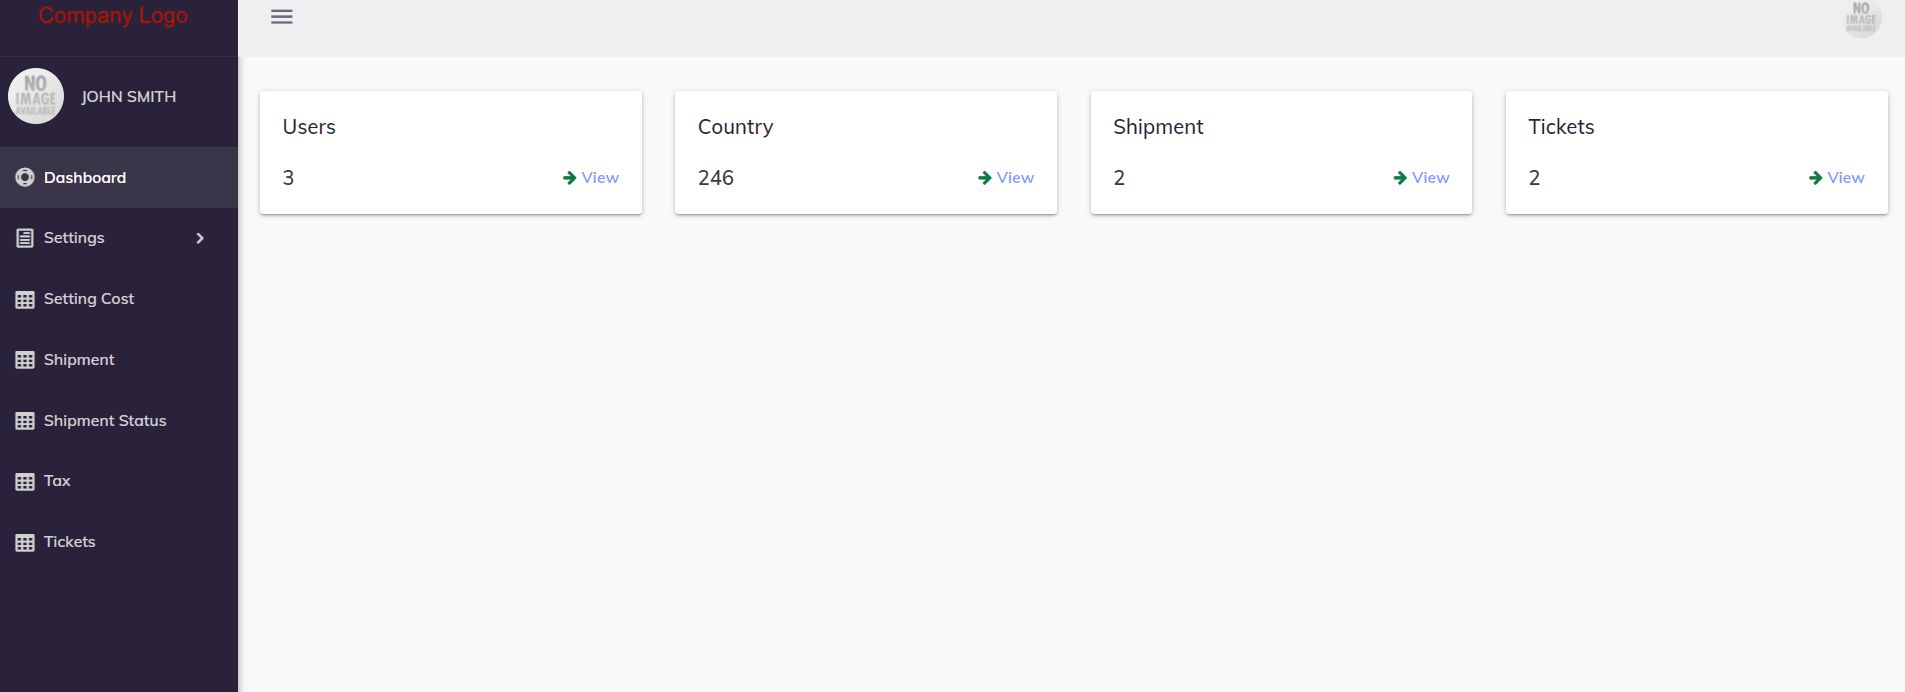 Company Logo
NO
IMAGE
AVAILABLE
NO
IMAGE
AVAILABLE
JOHN SMITH
Dashboard
Settings
Setting Cost
Shipment
Shipment Status
Tax
Tickets
Users
3
View
Country
246
View
Shipment
2
View
Tickets
2
View